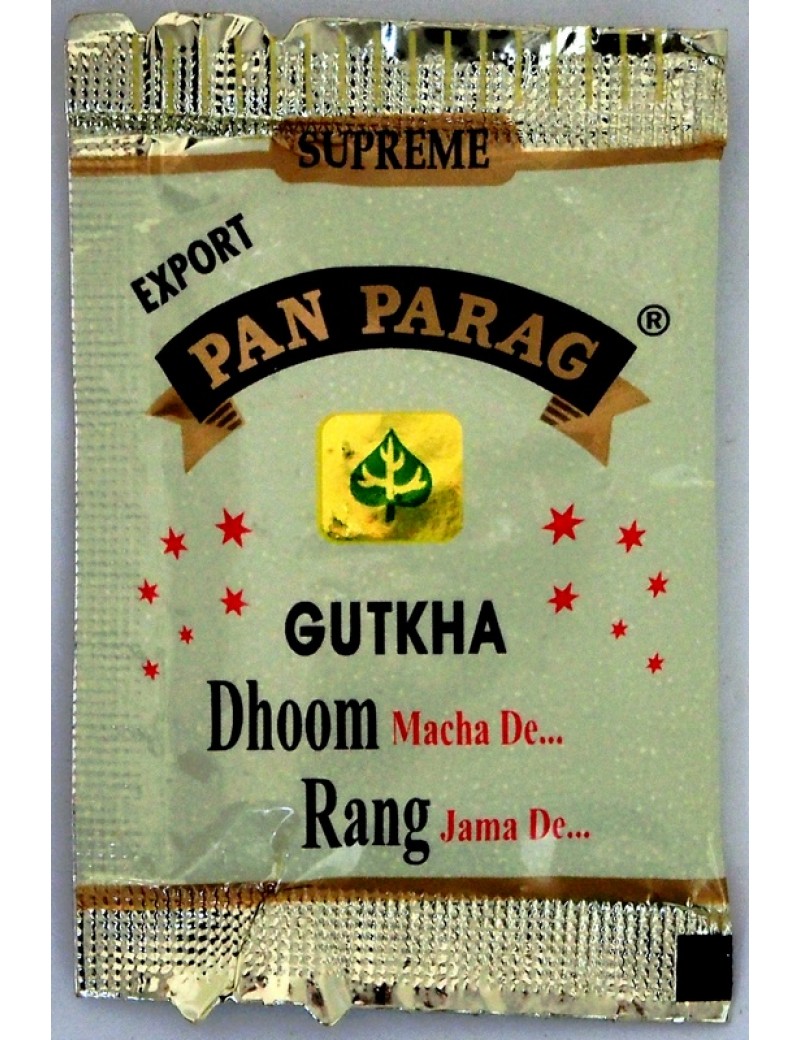 SUPREME
EXPORT
PAN PARAG ®
GUTKHA
Dhoom Macha De...
Rang Jama De...